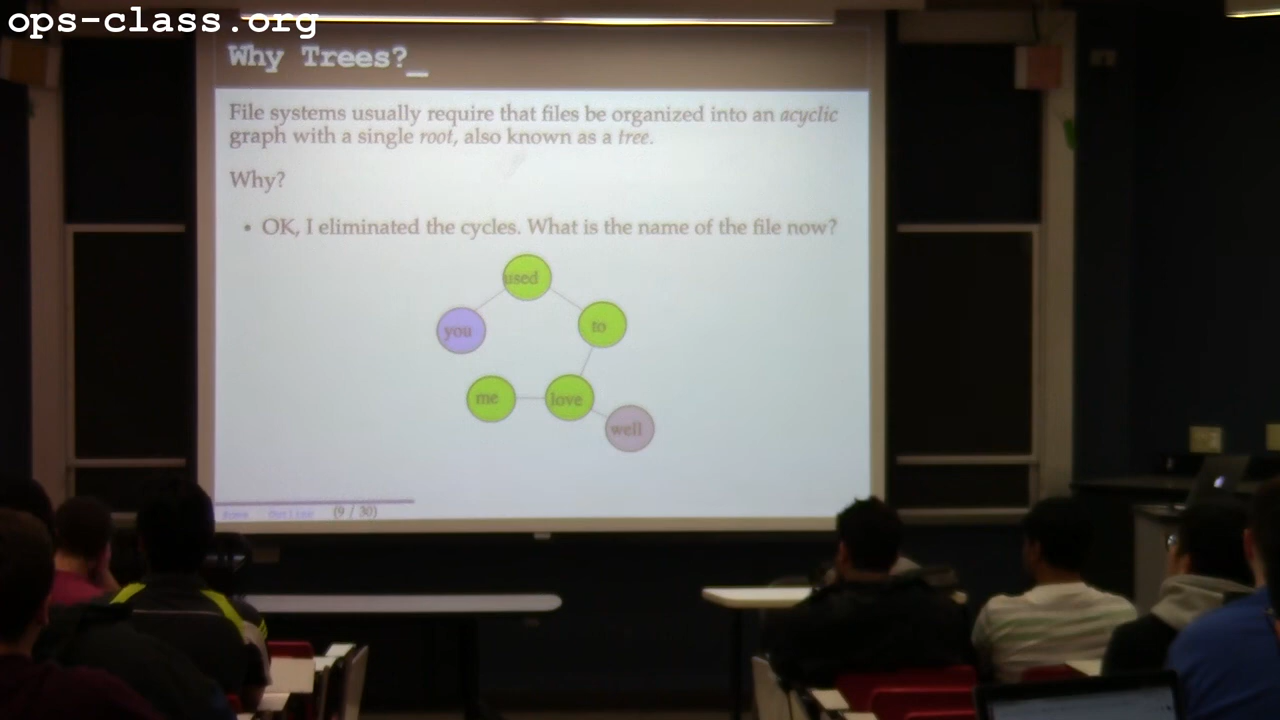 ops-class.org
Why Trees?_
File systems usually require that files be organized into an acyclic
graph with a single root, also known as a tree.
Why?
• OK, I eliminated the cycles. What is the name of the file now?
used
you
to
me
love
well
Home Outline (9 / 30)